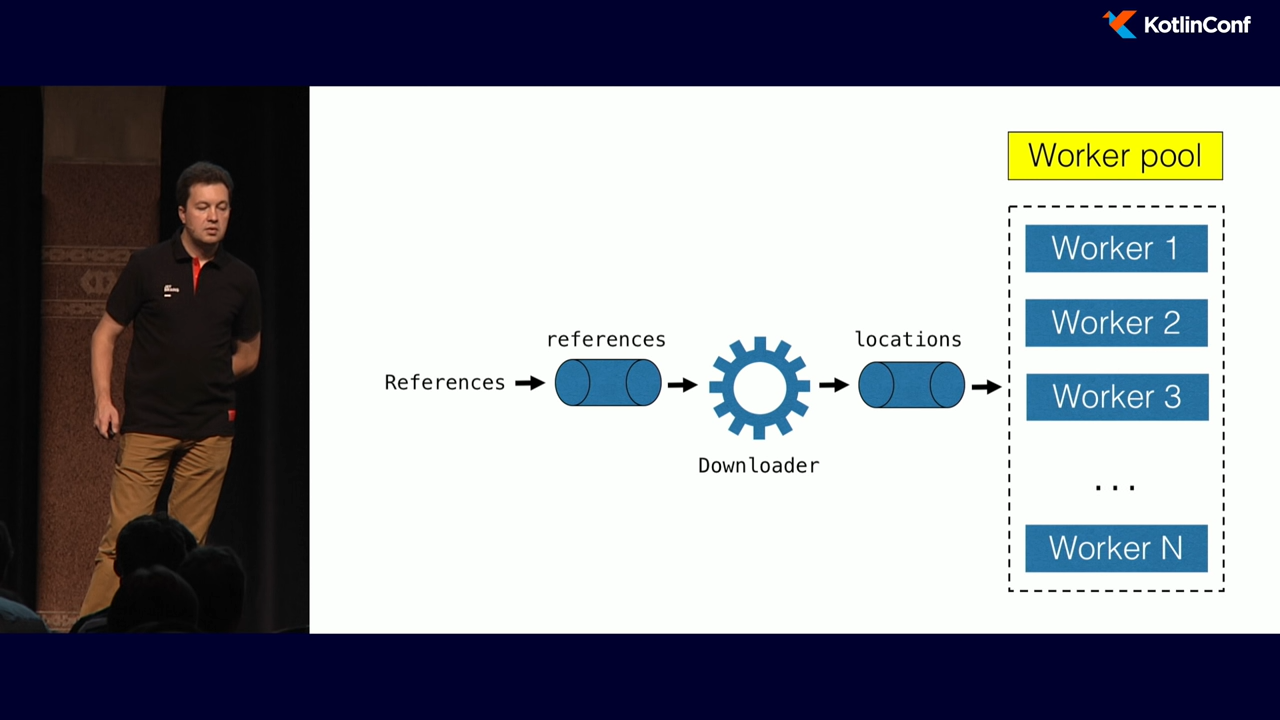 KotlinConf
Worker pool
Worker 1
Worker 2
Worker 3
...
Worker N
references
locations
References
Downloader